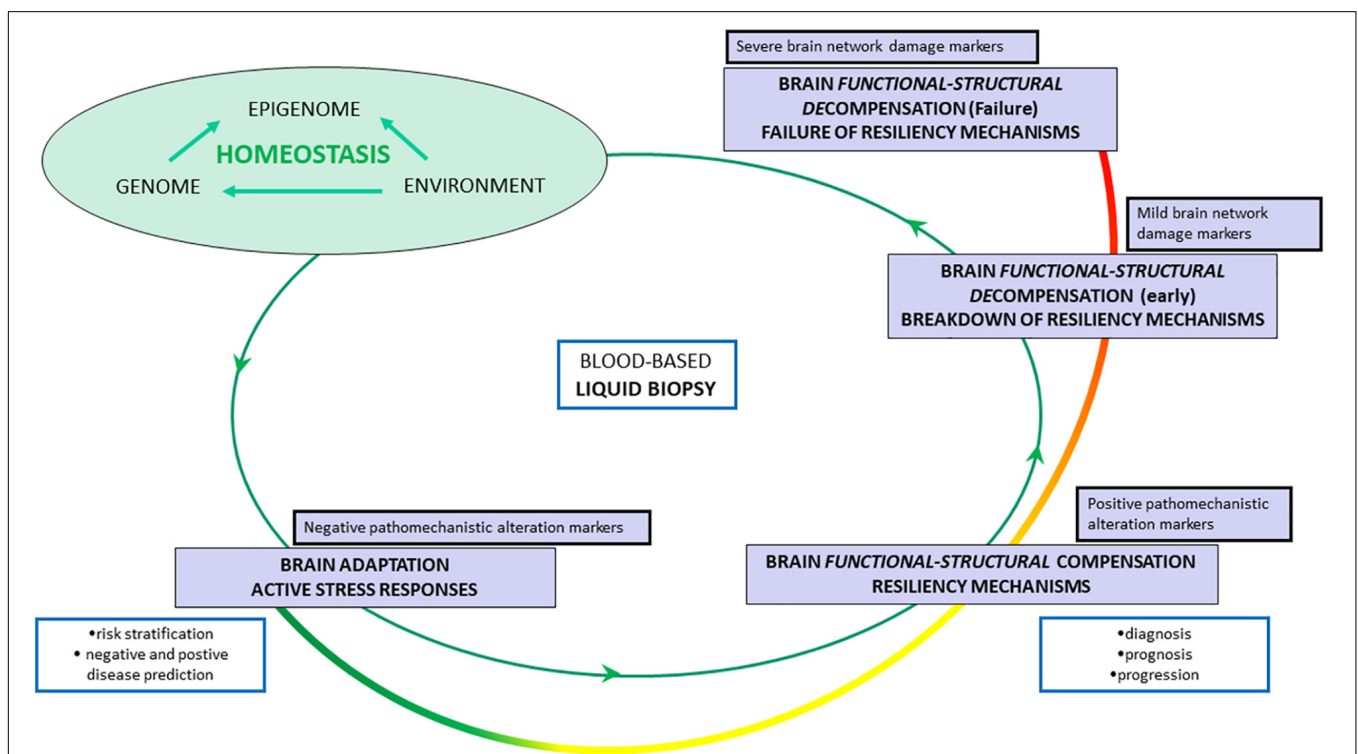 Severe brain network damage markers
BRAIN FUNCTIONAL-STRUCTURAL
DECOMPENSATION (Failure)
FAILURE OF RESILIENCY MECHANISMS
EPIGENOME
HOMEOSTASIS
GENOME
ENVIRONMENT
Mild brain network
damage markers
BRAIN FUNCTIONAL-STRUCTURAL
DECOMPENSATION (early)
BREAKDOWN OF RESILIENCY MECHANISMS
BLOOD-BASED
LIQUID BIOPSY
Negative pathomechanistic alteration markers
BRAIN ADAPTATION
ACTIVE STRESS RESPONSES
Positive pathomechanistic
alteration markers
BRAIN FUNCTIONAL-STRUCTURAL COMPENSATION
RESILIENCY MECHANISMS
•risk stratification
• negative and postive
disease prediction
•diagnosis
•prognosis
•progression